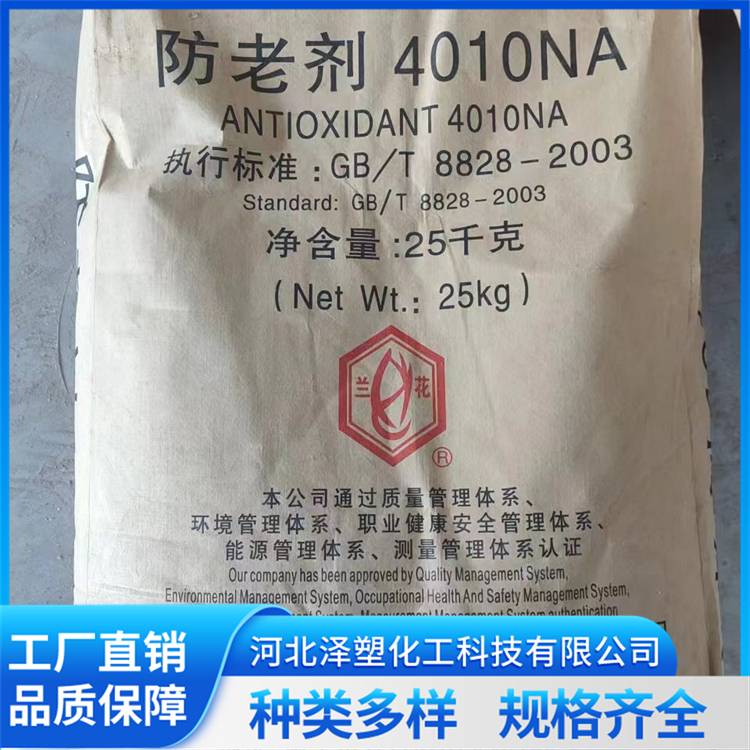 防老剂 4010NA
ANTIOXIDANT 4010NA
执行标准：GB/T 8828-2003
Standard: GB/T 8828-2003
净含量:25千克
(Net Wt.: 25kg)
兰花
®
本公司通过质量管理体系、
环境管理体系、职业健康安全管理体系、
能源管理体系、测量管理体系认证
Our company has been approved by Quality Management System,
Environmental Management System, Occupational Health And Safety Management System,
Measurement Management System authentication
工厂直销
品质保障
河北泽塑化工科技有限公司
种类多样 规格齐全